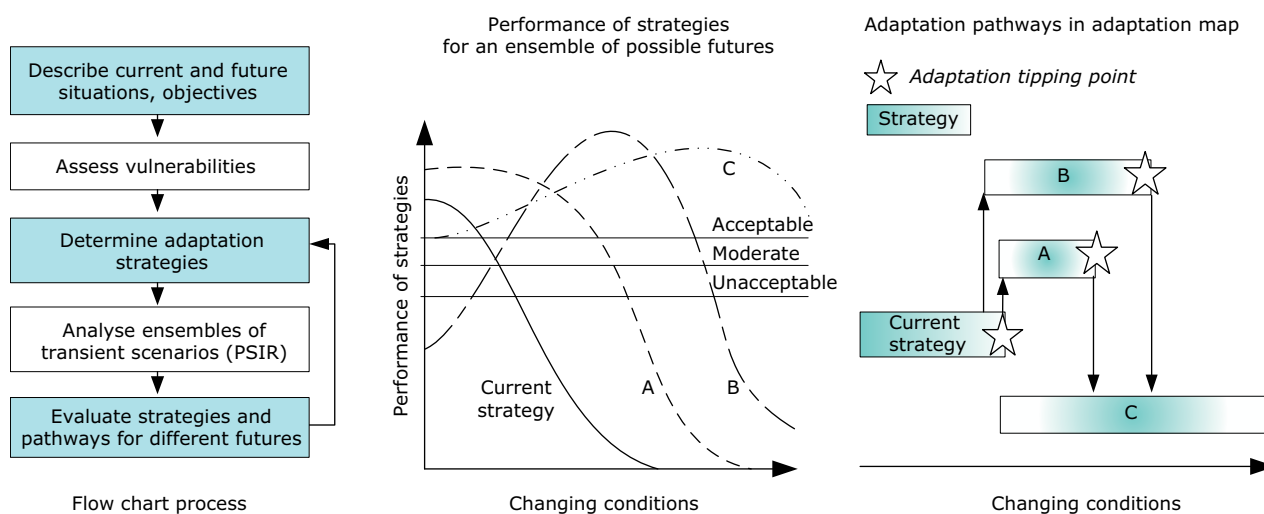 Describe current and future
situations, objectives
Assess vulnerabilities
Determine adaptation
strategies
Analyse ensembles of
transient scenarios (PSIR)
Evaluate strategies and
pathways for different futures
Flow chart process
Performance of strategies
for an ensemble of possible futures
Performance of strategies
C
Acceptable
Moderate
Unacceptable
Current
strategy
A
B
Changing conditions
Adaptation pathways in adaptation map
Adaptation tipping point
Strategy
B
A
Current
strategy
C
Changing conditions